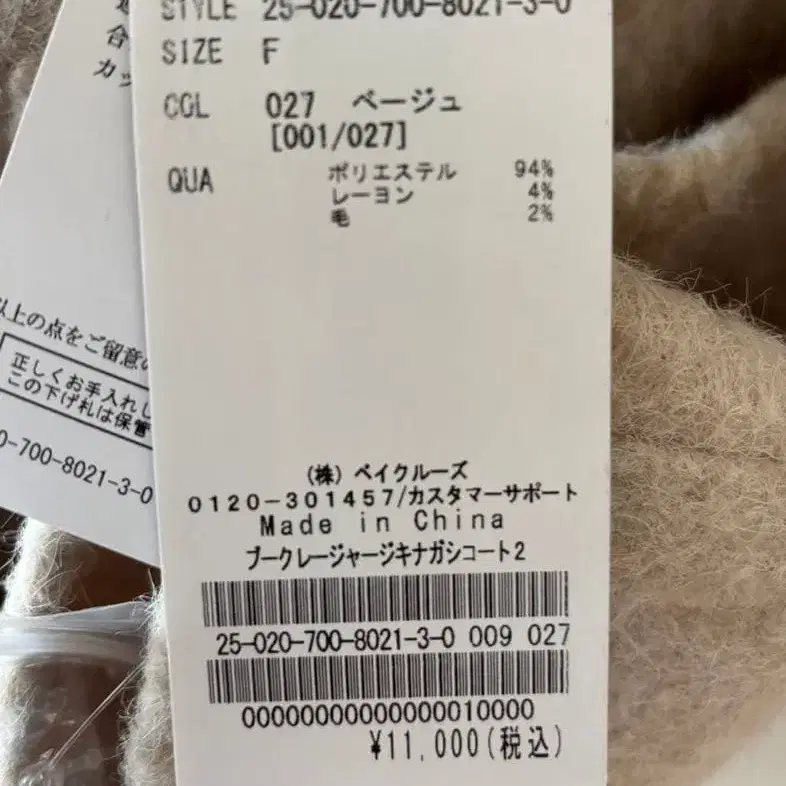 合
カッ
以上の点をご留意の
正しくお手入れし
この下げ札は保管
0-700-8021-3-0
STYLE 25-020-700-8021-3-0
SIZE F
COL 027 ベージュ
[001/027]
QUA ポリエステル 94%
レーヨン 4%
毛 2%
(株) ベイクルーズ
0120-301457/カスタマーサポート
Made in China
ブークレージャージキナガシコート2
25-020-700-8021-3-0 009 027
00000000000000010000
¥11,000(税込)